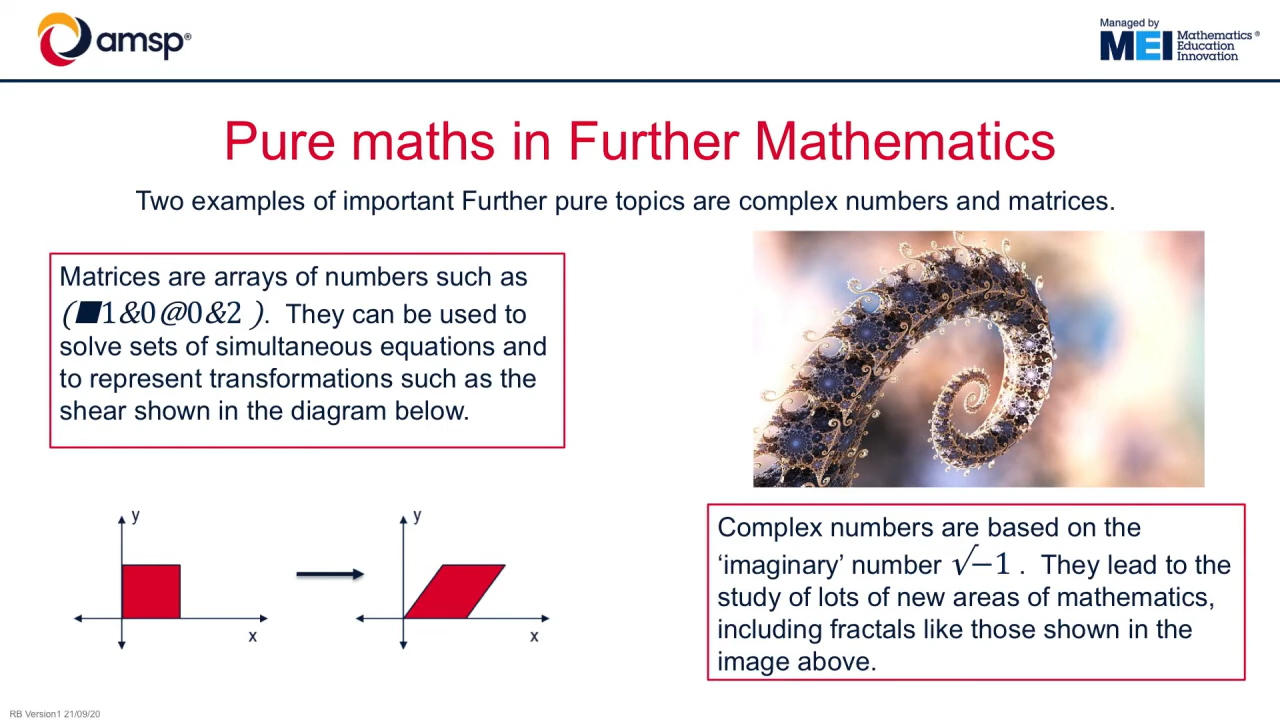 amsp®
Managed by
MEI Mathematics®
Education
Innovation
Pure maths in Further Mathematics
Two examples of important Further pure topics are complex numbers and matrices.
Matrices are arrays of numbers such as
(■1&0@0&2 ). They can be used to
solve sets of simultaneous equations and
to represent transformations such as the
shear shown in the diagram below.
y
x
y
x
Complex numbers are based on the
‘imaginary’ number √−1 . They lead to the
study of lots of new areas of mathematics,
including fractals like those shown in the
image above.
RB Version1 21/09/20